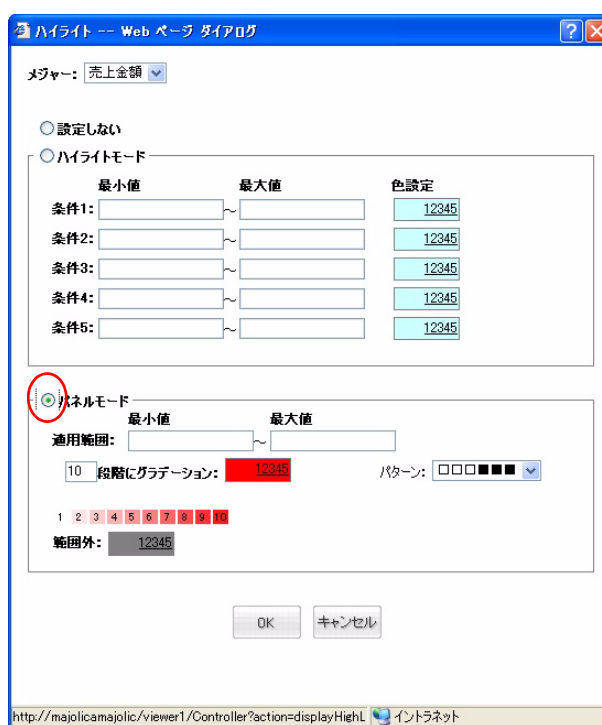 ハイライト -- Web ページ ダイアログ
メジャー: 売上金額
設定しない
ハイライトモード
最小値 最大値 色設定
条件1: ～ 12345
条件2: ～ 12345
条件3: ～ 12345
条件4: ～ 12345
条件5: ～ 12345
パネルモード
最小値 最大値
適用範囲: ～
10 段階にグラデーション: 12345 パターン: □□□■■■
1 2 3 4 5 6 7 8 9 10
範囲外: 12345
OK キャンセル
http://majolicamajolic/viewer1/Controller?action=displayHighL イントラネット